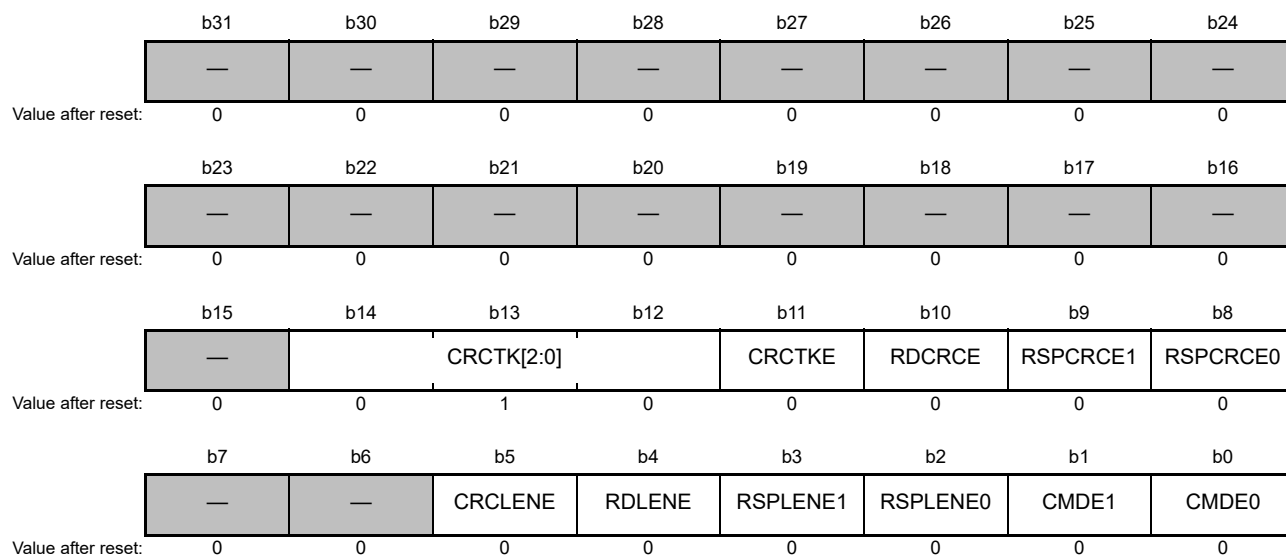 b31 b30 b29 b28 b27 b26 b25 b24
— — — — — — — —
Value after reset: 0 0 0 0 0 0 0 0
b23 b22 b21 b20 b19 b18 b17 b16
— — — — — — — —
Value after reset: 0 0 0 0 0 0 0 0
b15 b14 b13 b12 b11 b10 b9 b8
— CRCTK[2:0] CRCTKE RDCRCE RSPCRCE1 RSPCRCE0
Value after reset: 0 0 1 0 0 0 0 0
b7 b6 b5 b4 b3 b2 b1 b0
— — CRCLENE RDLENE RSPLENE1 RSPLENE0 CMDE1 CMDE0
Value after reset: 0 0 0 0 0 0 0 0